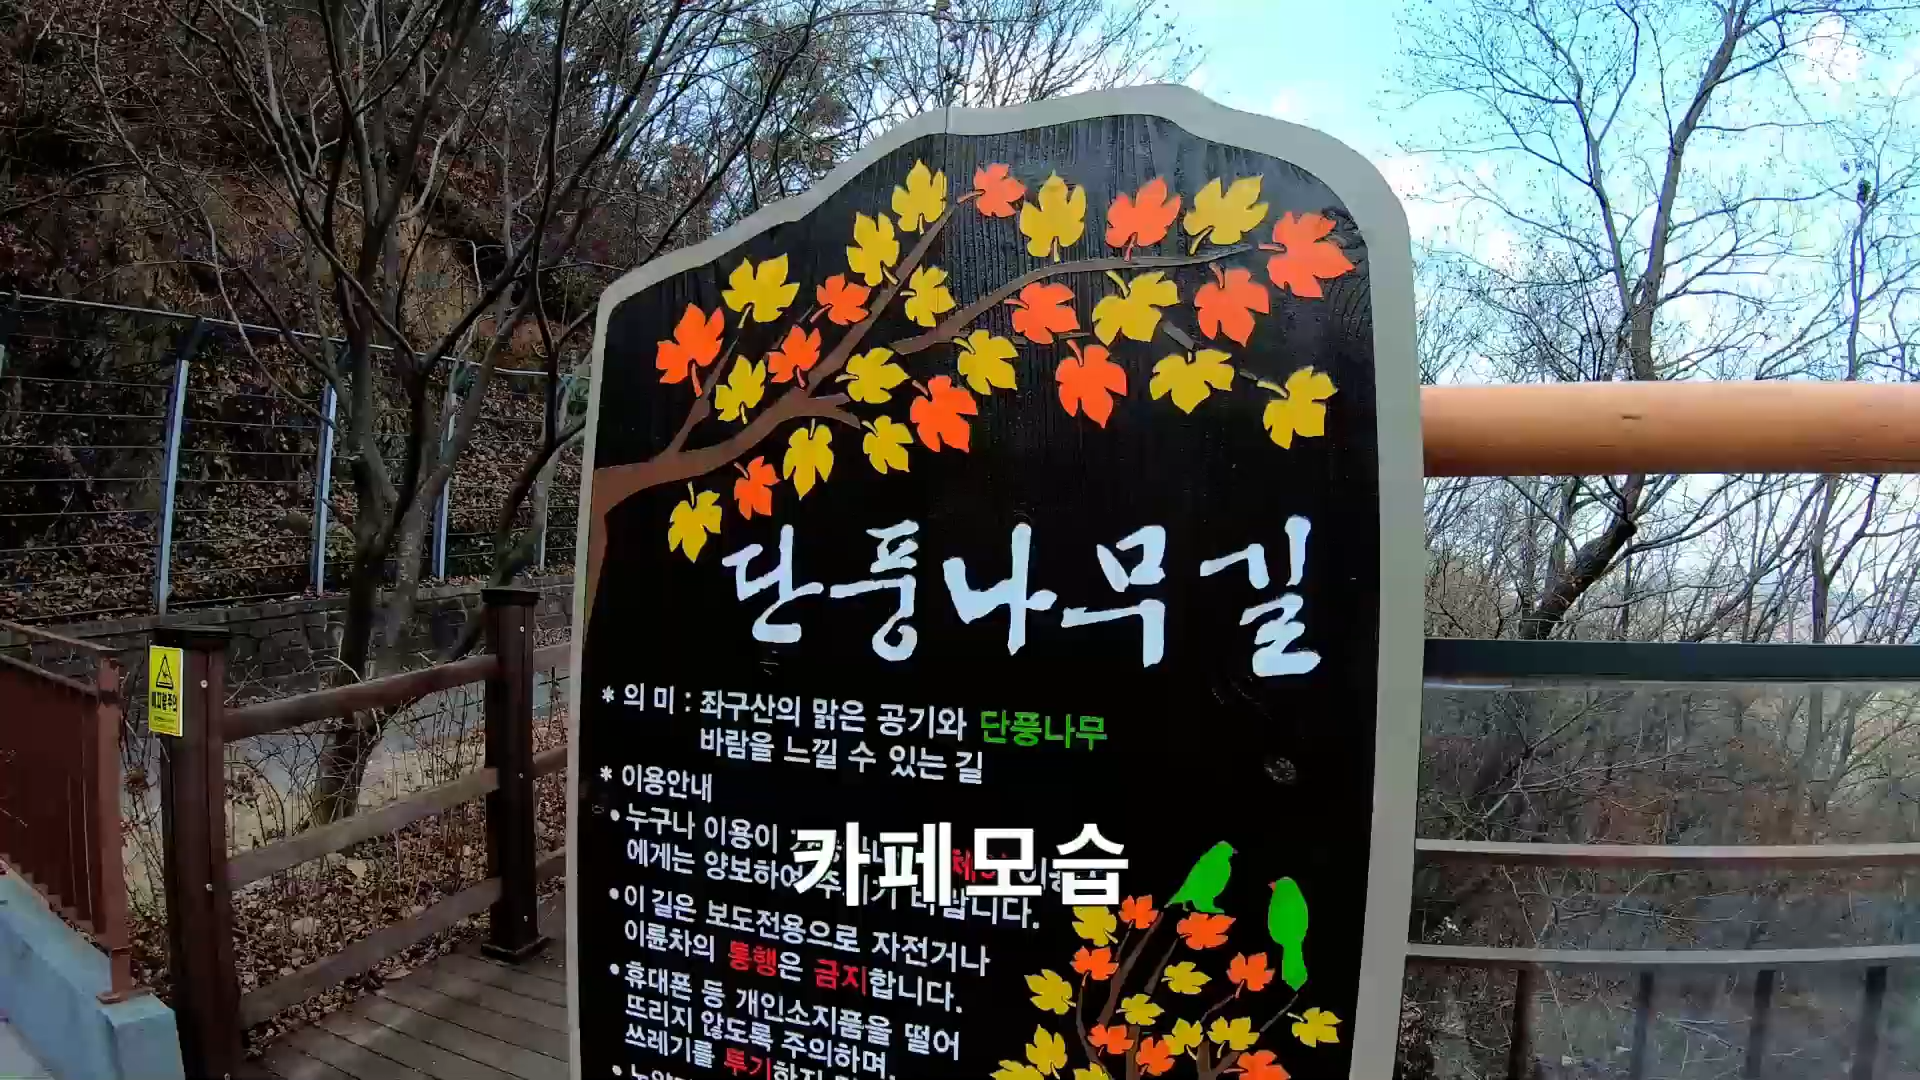 단풍나무길
* 의 미 : 좌구산의 맑은 공기와 단풍나무
바람을 느낄 수 있는 길
* 이용안내
• 누구나 이용이
에게는 양보하여
카페모습
• 이 길은 보도전용으로 자전거나
이륜차의 통행은 금지합니다.
• 휴대폰 등 개인소지품을 떨어
뜨리지 않도록 주의하며,
쓰레기를 투기하지
미끄럼주의